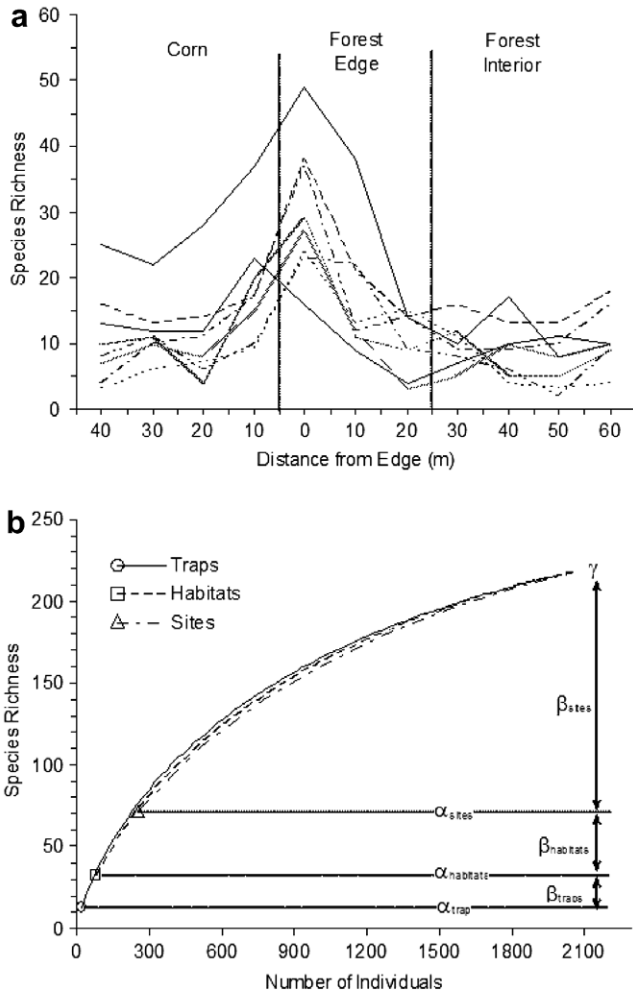 a
Corn
Forest
Edge
Forest
Interior
60
50
40
30
20
10
0
Species Richness
40 30 20 10 0 10 20 30 40 50 60
Distance from Edge (m)
b
250
200
150
100
50
0
Species Richness
Traps
Habitats
Sites
γ
βsites
αsites
βhabitats
αhabitats
βtraps
αtrap
0 300 600 900 1200 1500 1800 2100
Number of Individuals